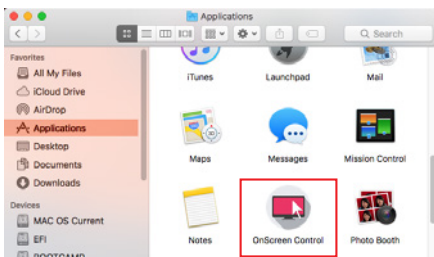 Applications
Search
Favorites
All My Files
iCloud Drive
AirDrop
Applications
Desktop
Documents
Downloads
Devices
MAC OS Current
EFI
BOOTCAMP
iTunes
Launchpad
Mail
Maps
Messages
Mission Control
Notes
OnScreen Control
Photo Booth